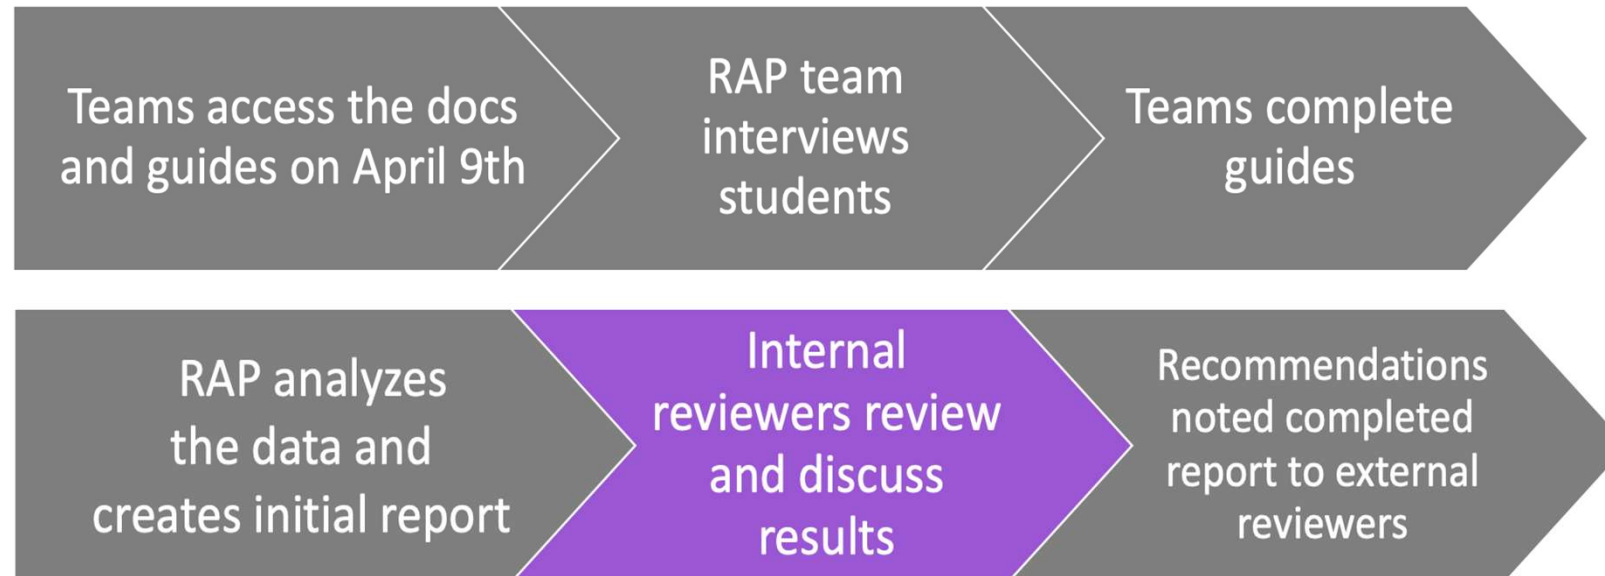 Teams access the docs
and guides on April 9th
RAP team
interviews
students
Teams complete
guides
RAP analyzes
the data and
creates initial report
Internal
reviewers review
and discuss
results
Recommendations
noted completed
report to external
reviewers